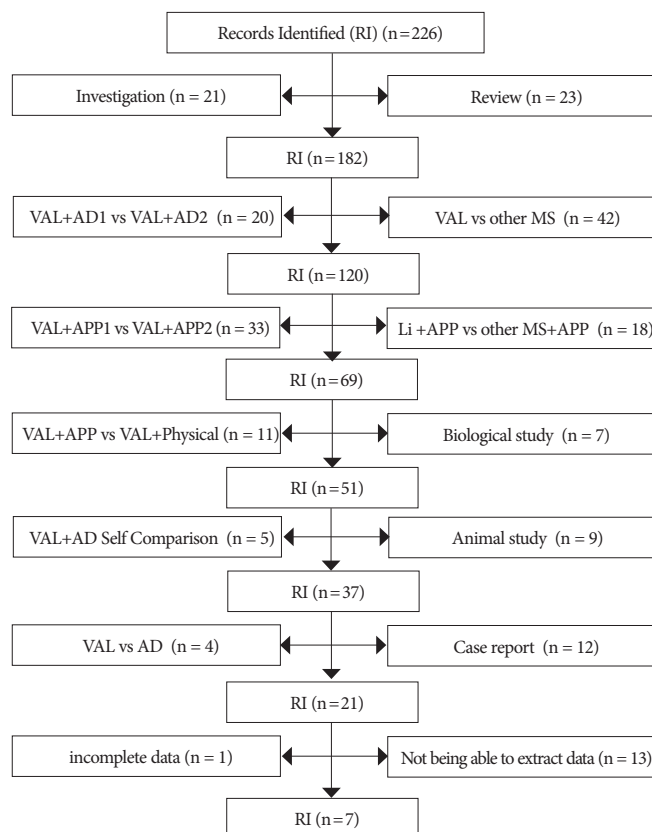 Records Identified (RI) (n=226)
Investigation (n = 21)
Review (n = 23)
RI (n=182)
VAL+AD1 vs VAL+AD2 (n = 20)
VAL vs other MS (n = 42)
RI (n=120)
VAL+APP1 vs VAL+APP2 (n = 33)
Li +APP vs other MS+APP (n = 18)
RI (n=69)
VAL+APP vs VAL+Physical (n = 11)
Biological study (n = 7)
RI (n=51)
VAL+AD Self Comparison (n = 5)
Animal study (n = 9)
RI (n=37)
VAL vs AD (n = 4)
Case report (n = 12)
RI (n=21)
incomplete data (n = 1)
Not being able to extract data (n = 13)
RI (n=7)